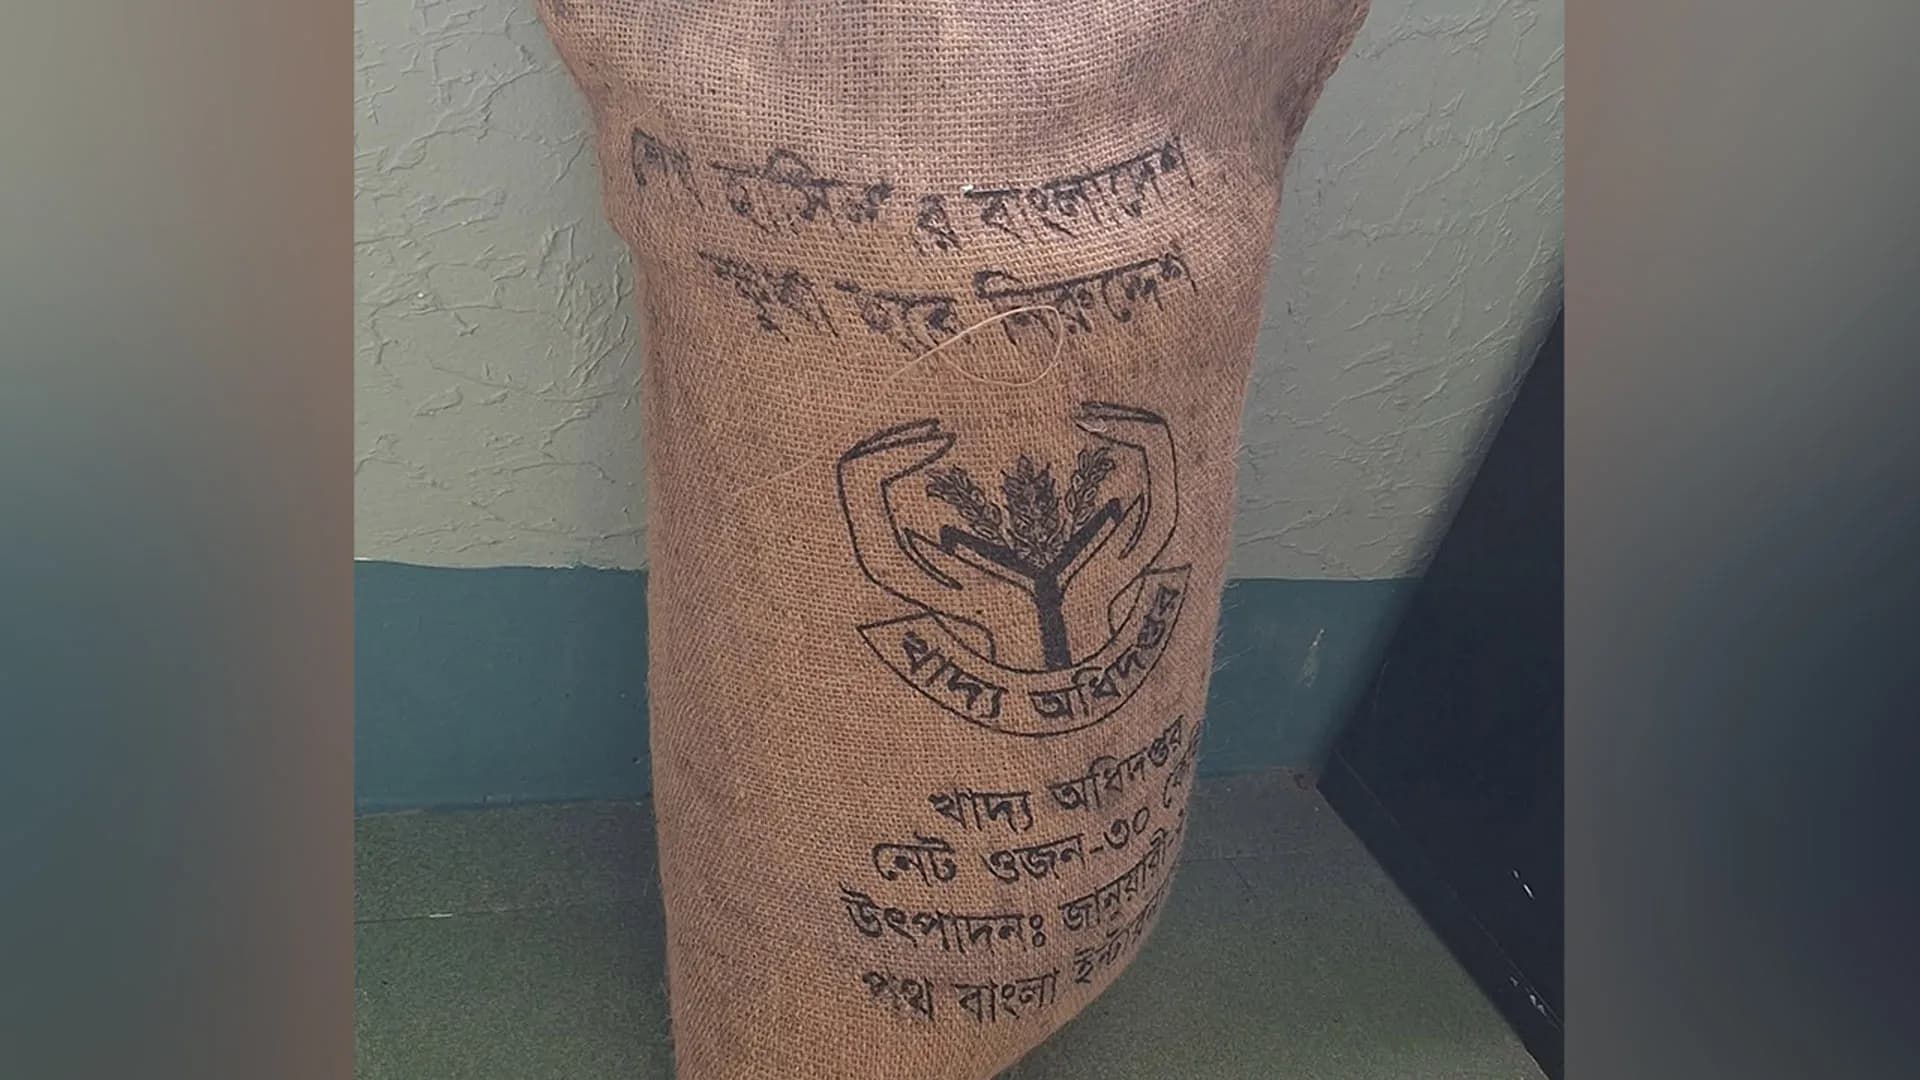 শেখ হাসিনার বাংলাদেশ
ক্ষুধা হবে নিরুদ্দেশ
খাদ্য অধিদপ্তর
খাদ্য অধিদপ্তর
নেট ওজন-৩০
উৎপাদনঃ জানুয়ারী-
পথ বাংলা